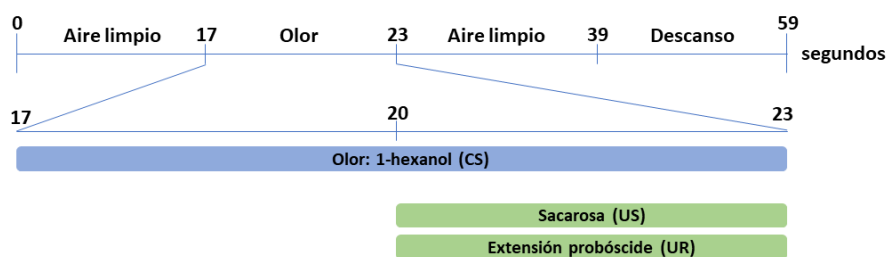 0 17 23 39 59
Aire limpio Olor Aire limpio Descanso
segundos
17 20 23
Olor: 1-hexanol (CS)
Sacarosa (US)
Extensión probóscide (UR)